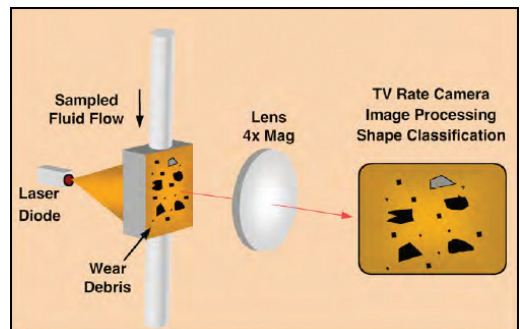 Sampled
Fluid Flow
Laser
Diode
Wear
Debris
Lens
4x Mag
TV Rate Camera
Image Processing
Shape Classification